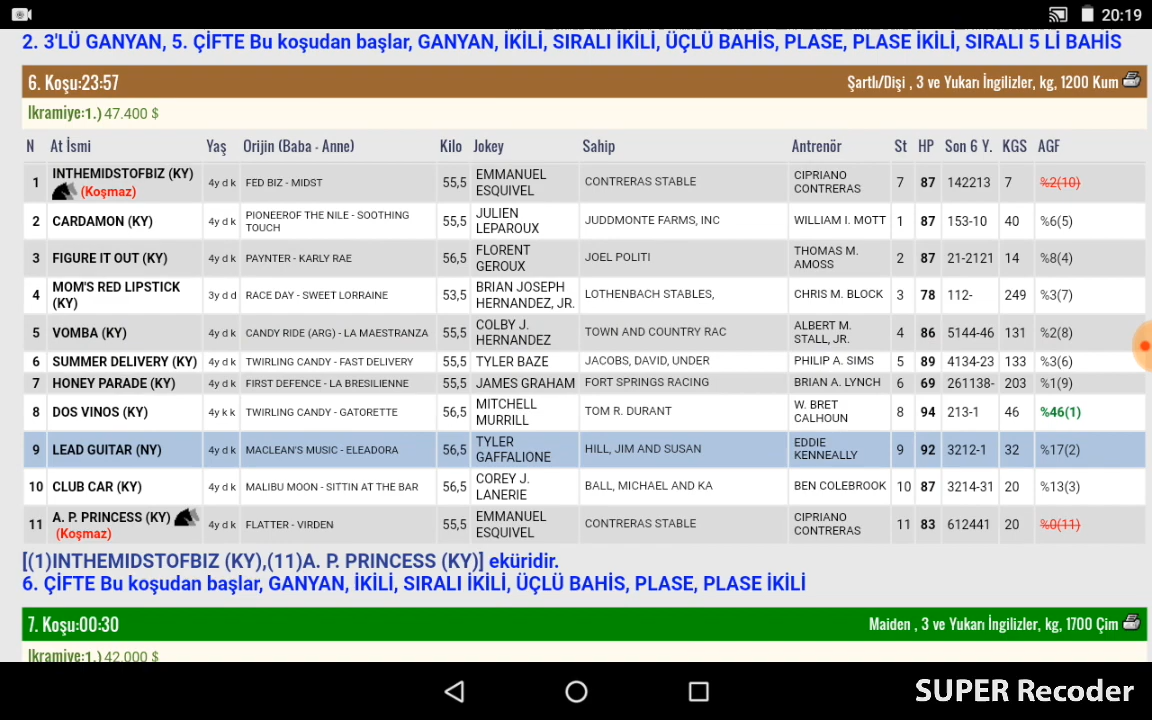 20:19
2. 3'LÜ GANYAN, 5. ÇİFTE Bu koşudan başlar, GANYAN, İKİLİ, SIRALI İKİLİ, ÜÇLÜ BAHİS, PLASE, PLASE İKİLİ, SIRALI 5 Lİ BAHİS
6. Koşu:23:57 Şartlı/Dişi , 3 ve Yukarı İngilizler, kg, 1200 Kum
İkramiye:1.) 47.400 $
N At İsmi Yaş Orijin (Baba - Anne) Kilo Jokey Sahip Antrenör St HP Son 6 Y. KGS AGF
1 INTHEMIDSTOFBIZ (KY) (Koşmaz) 4y d k FED BIZ - MIDST 55,5 EMMANUEL ESQUIVEL CONTRERAS STABLE CIPRIANO CONTRERAS 7 87 142213 7 %2(10)
2 CARDAMON (KY) 4y d k PIONEEROF THE NILE - SOOTHING TOUCH 55,5 JULIEN LEPAROUX JUDDMONTE FARMS, INC WILLIAM I. MOTT 1 87 153-10 40 %6(5)
3 FIGURE IT OUT (KY) 4y d k PAYNTER - KARLY RAE 56,5 FLORENT GEROUX JOEL POLITI THOMAS M. AMOSS 2 87 21-2121 14 %8(4)
4 MOM'S RED LIPSTICK (KY) 3y d d RACE DAY - SWEET LORRAINE 53,5 BRIAN JOSEPH HERNANDEZ, JR. LOTHENBACH STABLES, CHRIS M. BLOCK 3 78 112- 249 %3(7)
5 VOMBA (KY) 4y d k CANDY RIDE (ARG) - LA MAESTRANZA 55,5 COLBY J. HERNANDEZ TOWN AND COUNTRY RAC ALBERT M. STALL, JR. 4 86 5144-46 131 %2(8)
6 SUMMER DELIVERY (KY) 4y d k TWIRLING CANDY - FAST DELIVERY 55,5 TYLER BAZE JACOBS, DAVID, UNDER PHILIP A. SIMS 5 89 4134-23 133 %3(6)
7 HONEY PARADE (KY) 4y d k FIRST DEFENCE - LA BRESILIENNE 55,5 JAMES GRAHAM FORT SPRINGS RACING BRIAN A. LYNCH 6 69 261138- 203 %1(9)
8 DOS VINOS (KY) 4y k k TWIRLING CANDY - GATORETTE 56,5 MITCHELL MURRILL TOM R. DURANT W. BRET CALHOUN 8 94 213-1 46 %46(1)
9 LEAD GUITAR (NY) 4y d k MACLEAN'S MUSIC - ELEADORA 56,5 TYLER GAFFALIONE HILL, JIM AND SUSAN EDDIE KENNEALLY 9 92 3212-1 32 %17(2)
10 CLUB CAR (KY) 4y d k MALIBU MOON - SITTIN AT THE BAR 56,5 COREY J. LANERIE BALL, MICHAEL AND KA BEN COLEBROOK 10 87 3214-31 20 %13(3)
11 A. P. PRINCESS (KY) (Koşmaz) 4y d k FLATTER - VIRDEN 55,5 EMMANUEL ESQUIVEL CONTRERAS STABLE CIPRIANO CONTRERAS 11 83 612441 20 %0(11)
[(1)INTHEMIDSTOFBIZ (KY),(11)A. P. PRINCESS (KY)] eküridir.
6. ÇİFTE Bu koşudan başlar, GANYAN, İKİLİ, SIRALI İKİLİ, ÜÇLÜ BAHİS, PLASE, PLASE İKİLİ
7. Koşu:00:30 Maiden , 3 ve Yukarı İngilizler, kg, 1700 Çim
İkramiye:1.) 42.000 $
SUPER Recoder